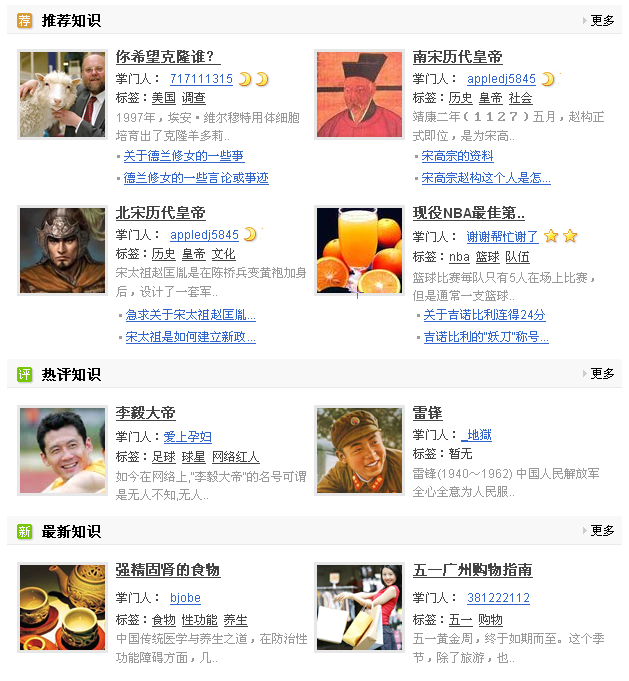 荐 推荐知识 更多
你希望克隆谁？
掌门人： 717111315
标签：美国 调查
1997年，埃安·维尔穆特用体细胞
培育出了克隆羊多莉..
关于德兰修女的一些事
德兰修女的一些言论或事迹
南宋历代皇帝
掌门人： appledj5845
标签：历史 皇帝 社会
靖康二年（１１２７）五月，赵构正
式即位，是为宋高..
宋高宗的资料
宋高宗赵构这个人是怎...
北宋历代皇帝
掌门人： appledj5845
标签：历史 皇帝 文化
宋太祖赵匡胤是在陈桥兵变黄袍加身
后，设计了一套军..
急求关于宋太祖赵匡胤...
宋太祖是如何建立新政...
现役NBA最佳第..
掌门人： 谢谢帮忙谢了
标签：nba 篮球 队伍
篮球比赛每队只有5人在场上比赛，
但是通常一支篮球..
关于吉诺比利连得24分
吉诺比利的"妖刀"称号...
评 热评知识 更多
李毅大帝
掌门人：爱上孕妇
标签：足球 球星 网络红人
如今在网络上,"李毅大帝"的名号可谓
是无人不知,无人..
雷锋
掌门人：_地獄
标签：暂无
雷锋(1940～1962) 中国人民解放军
全心全意为人民服..
新 最新知识 更多
强精固肾的食物
掌门人： bjobe
标签：食物 性功能 养生
中国传统医学与养生之道，在防治性
功能障碍方面，几..
五一广州购物指南
掌门人： 381222112
标签：五一 购物
五一黄金周，终于如期而至。这个季
节，除了旅游，也..